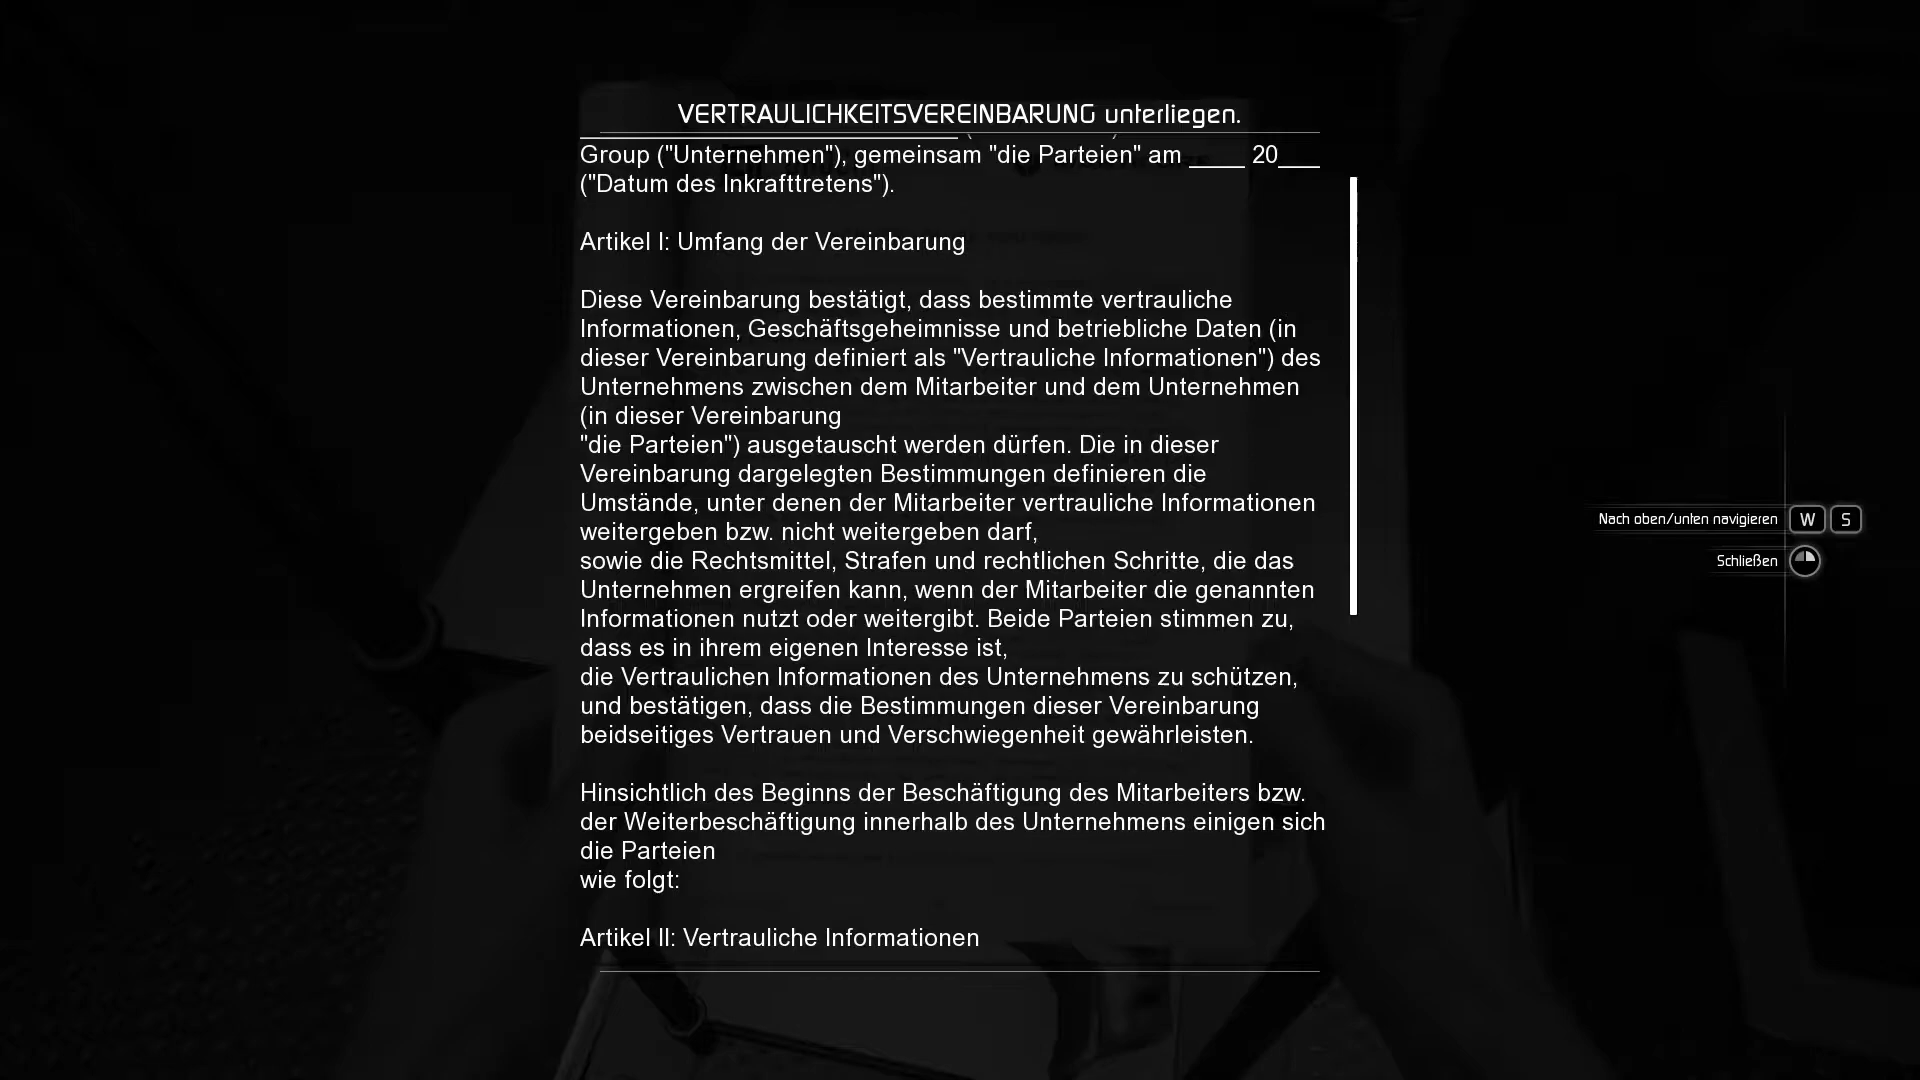 VERTRAULICHKEITSVEREINBARUNG unterliegen.
Group ("Unternehmen"), gemeinsam "die Parteien" am ____ 20___
("Datum des Inkrafttretens").
Artikel I: Umfang der Vereinbarung
Diese Vereinbarung bestätigt, dass bestimmte vertrauliche
Informationen, Geschäftsgeheimnisse und betriebliche Daten (in
dieser Vereinbarung definiert als "Vertrauliche Informationen") des
Unternehmens zwischen dem Mitarbeiter und dem Unternehmen
(in dieser Vereinbarung
"die Parteien") ausgetauscht werden dürfen. Die in dieser
Vereinbarung dargelegten Bestimmungen definieren die
Umstände, unter denen der Mitarbeiter vertrauliche Informationen
weitergeben bzw. nicht weitergeben darf,
sowie die Rechtsmittel, Strafen und rechtlichen Schritte, die das
Unternehmen ergreifen kann, wenn der Mitarbeiter die genannten
Informationen nutzt oder weitergibt. Beide Parteien stimmen zu,
dass es in ihrem eigenen Interesse ist,
die Vertraulichen Informationen des Unternehmens zu schützen,
und bestätigen, dass die Bestimmungen dieser Vereinbarung
beidseitiges Vertrauen und Verschwiegenheit gewährleisten.
Hinsichtlich des Beginns der Beschäftigung des Mitarbeiters bzw.
der Weiterbeschäftigung innerhalb des Unternehmens einigen sich
die Parteien
wie folgt:
Artikel II: Vertrauliche Informationen
Nach oben/unten navigieren W S
Schließen